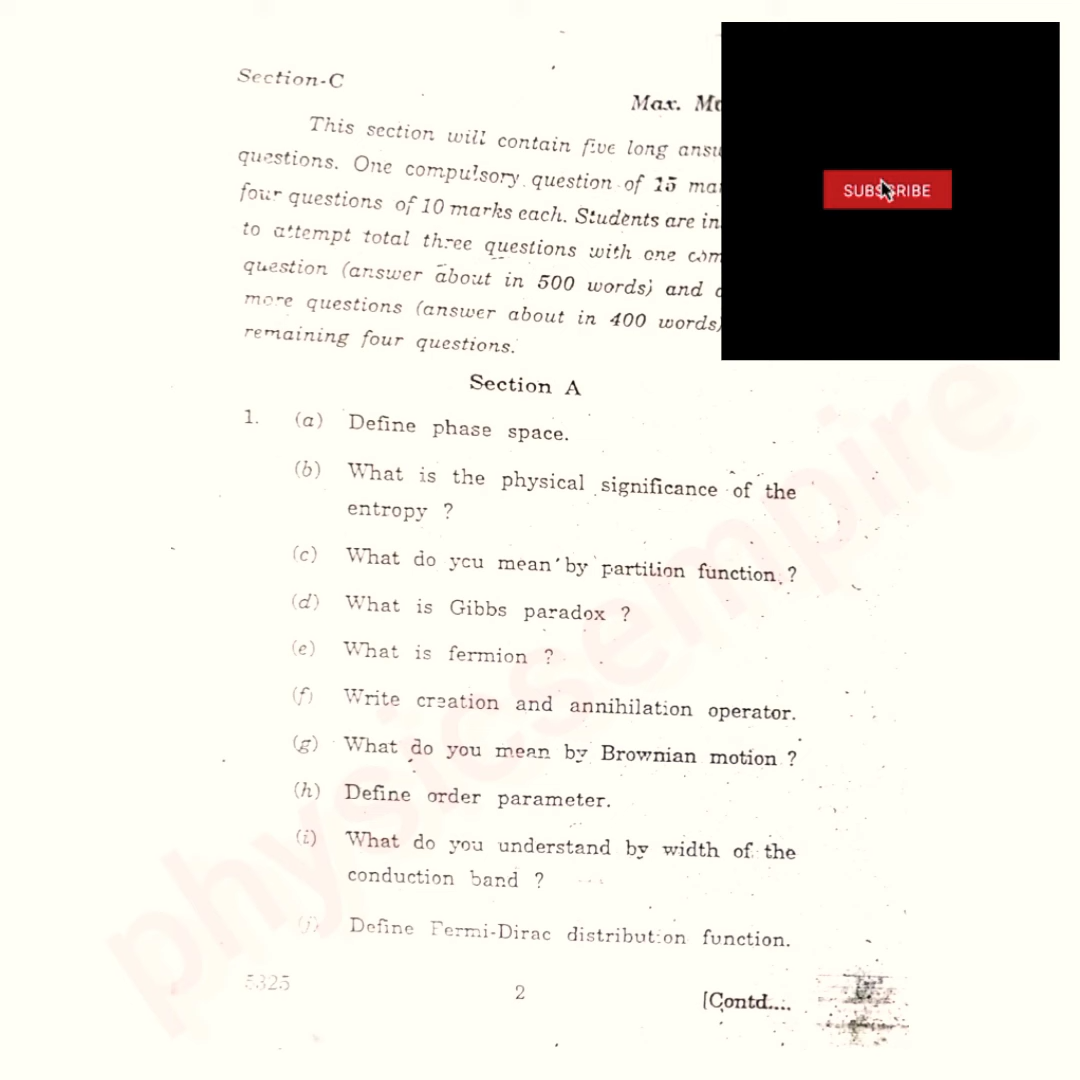 Section-C
Max.
This section will contain five long
questions. One compulsory question of 15
four questions of 10 marks each. Students are
to attempt total three questions with one
question (answer about in 500 words) and
more questions (answer about in 400 words)
remaining four questions.
SUBSCRIBE
Section A
1. (a) Define phase space.
(b) What is the physical significance of the
entropy ?
(c) What do you mean by partition function ?
(d) What is Gibbs paradox ?
(e) What is fermion ?
(f) Write creation and annihilation operator.
(g) What do you mean by Brownian motion ?
(h) Define order parameter.
(i) What do you understand by width of the
conduction band ?
(j) Define Fermi-Dirac distribution function.
5325
2
[Contd....
physicsempire